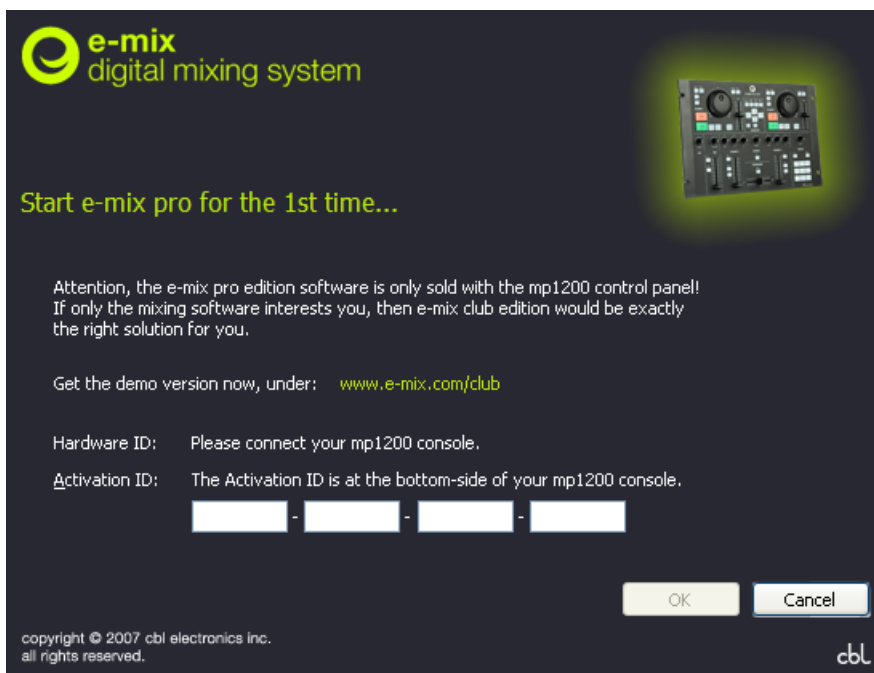 e-mix
digital mixing system
Start e-mix pro for the 1st time...
Attention, the e-mix pro edition software is only sold with the mp1200 control panel!
If only the mixing software interests you, then e-mix club edition would be exactly
the right solution for you.
Get the demo version now, under: www.e-mix.com/club
Hardware ID: Please connect your mp1200 console.
Activation ID: The Activation ID is at the bottom-side of your mp1200 console.
- - -
OK Cancel
copyright © 2007 cbl electronics inc.
all rights reserved.
cbl